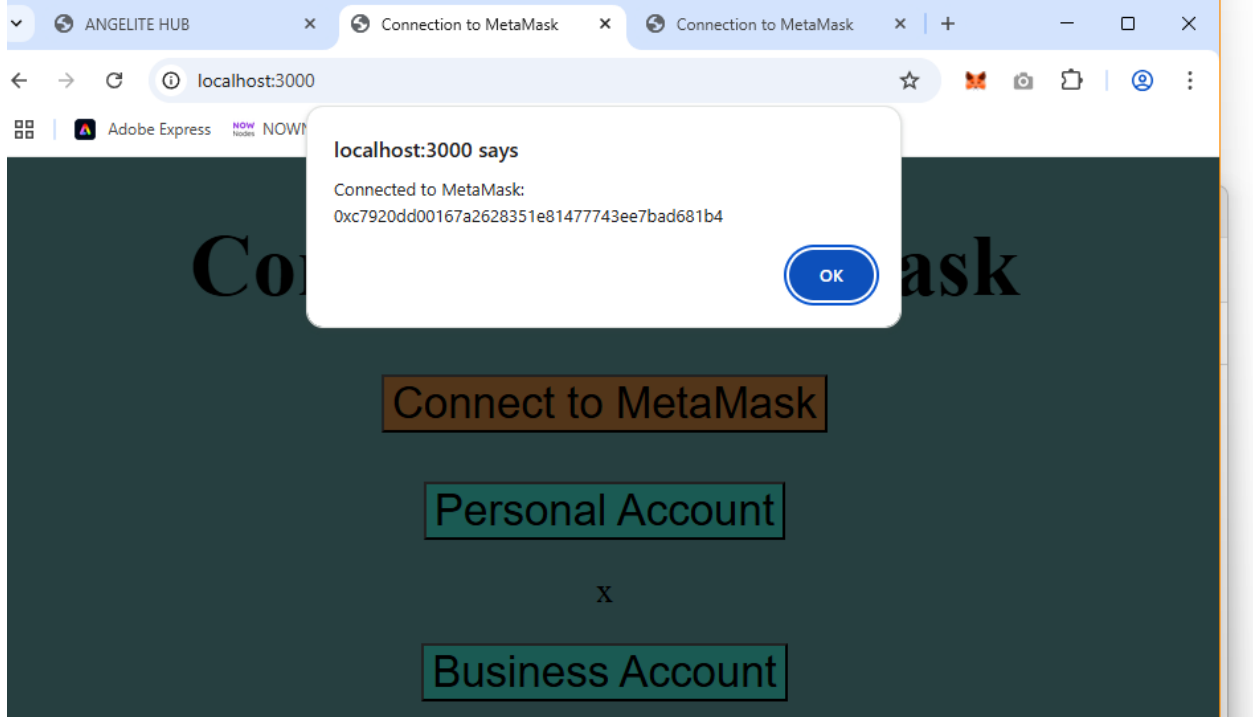 ANGELITE HUB
Connection to MetaMask
Connection to MetaMask
localhost:3000
Adobe Express
NOW Nodes
localhost:3000 says
Connected to MetaMask:
0xc7920dd00167a2628351e81477743ee7bad681b4
OK
Connect to MetaMask
Personal Account
x
Business Account